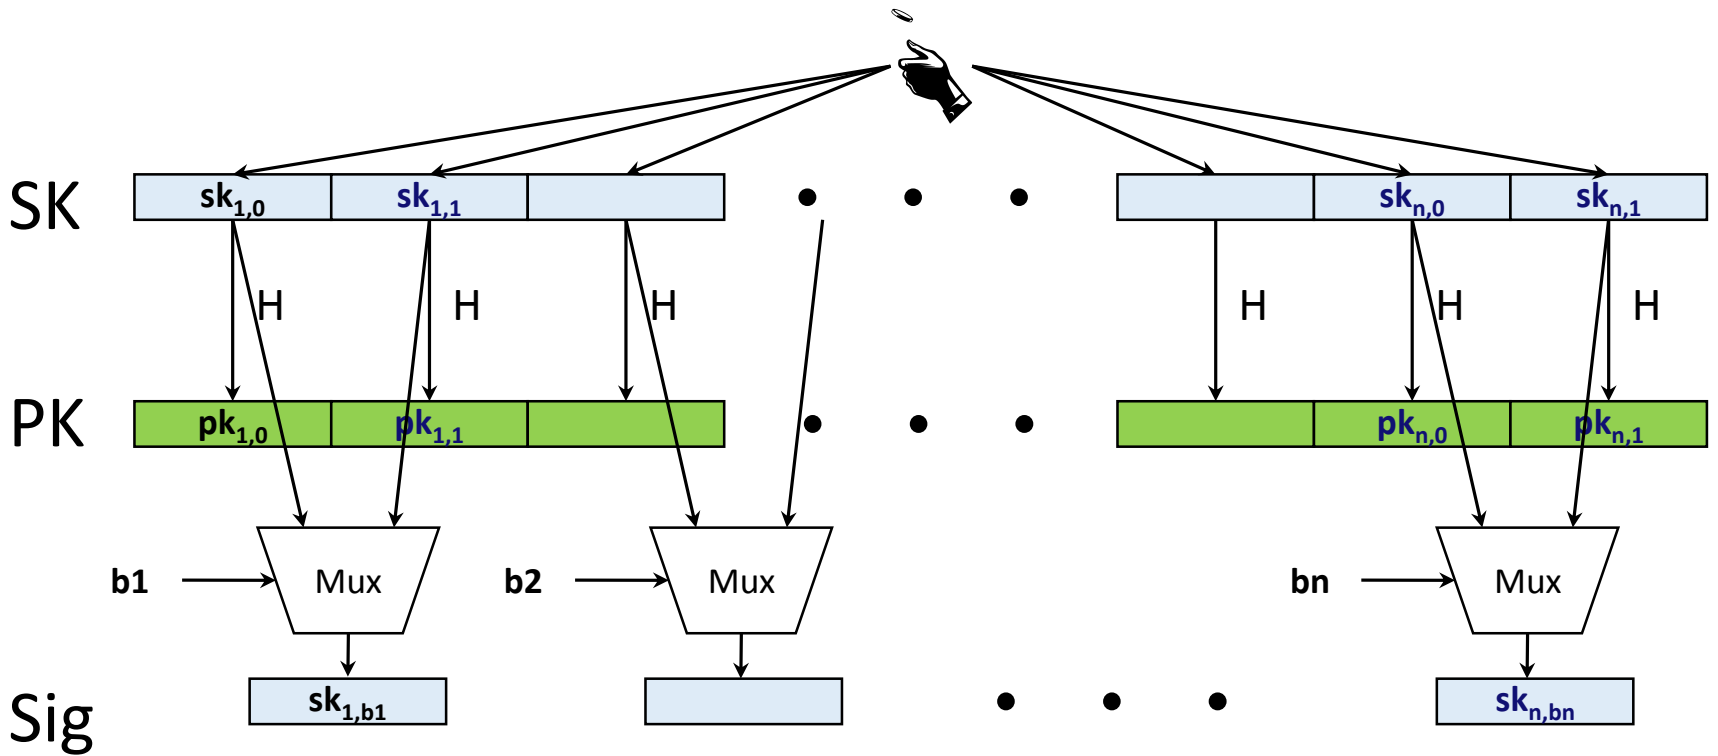 SK sk1,0 sk1,1 skn,0 skn,1
H H H H H H
PK pk1,0 pk1,1 pkn,0 pkn,1
b1 Mux b2 Mux bn Mux
Sig sk1,b1 skn,bn